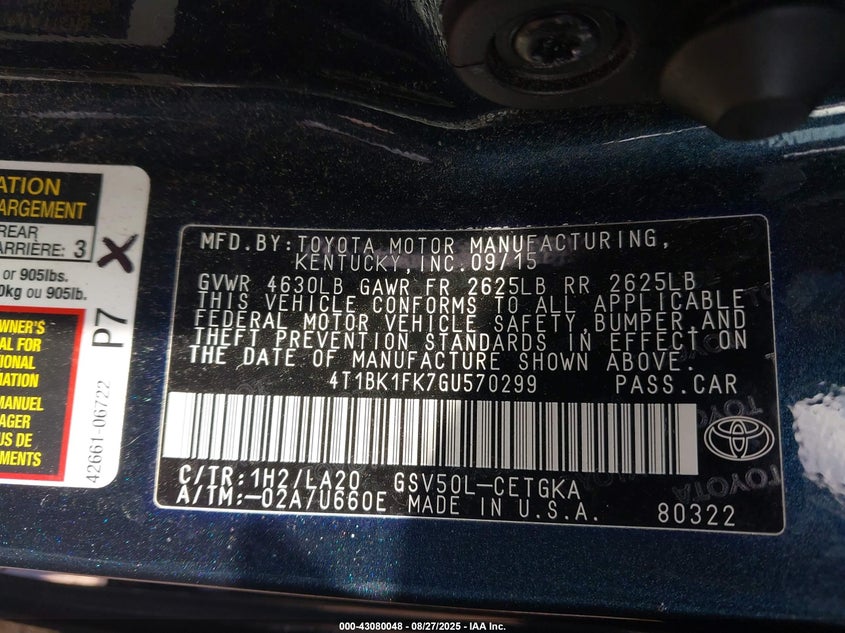 ATION
ARGEMENT
REAR
ARRIÈRE: 3
X
or 905lbs.
0kg ou 905lb.
WNER'S
AL FOR
IONAL
MATION
MANUEL
AGER
US DE
EMENTS
P7
42661-06722
MFD.BY:TOYOTA MOTOR MANUFACTURING,
KENTUCKY,INC.09/15
GVWR 4630LB GAWR FR 2625LB RR 2625LB
THIS VEHICLE CONFORMS TO ALL APPLICABLE
FEDERAL MOTOR VEHICLE SAFETY,BUMPER,AND
THEFT PREVENTION STANDARDS IN EFFECT ON
THE DATE OF MANUFACTURE SHOWN ABOVE.
4T1BK1FK7GU570299 PASS.CAR
C/TR:1H2/LA20 GSV50L-CETGKA
A/TM:-02A7U660E MADE IN U.S.A. 80322
TOYOTA
000-43080048 - 08/27/2025 - IAA Inc.